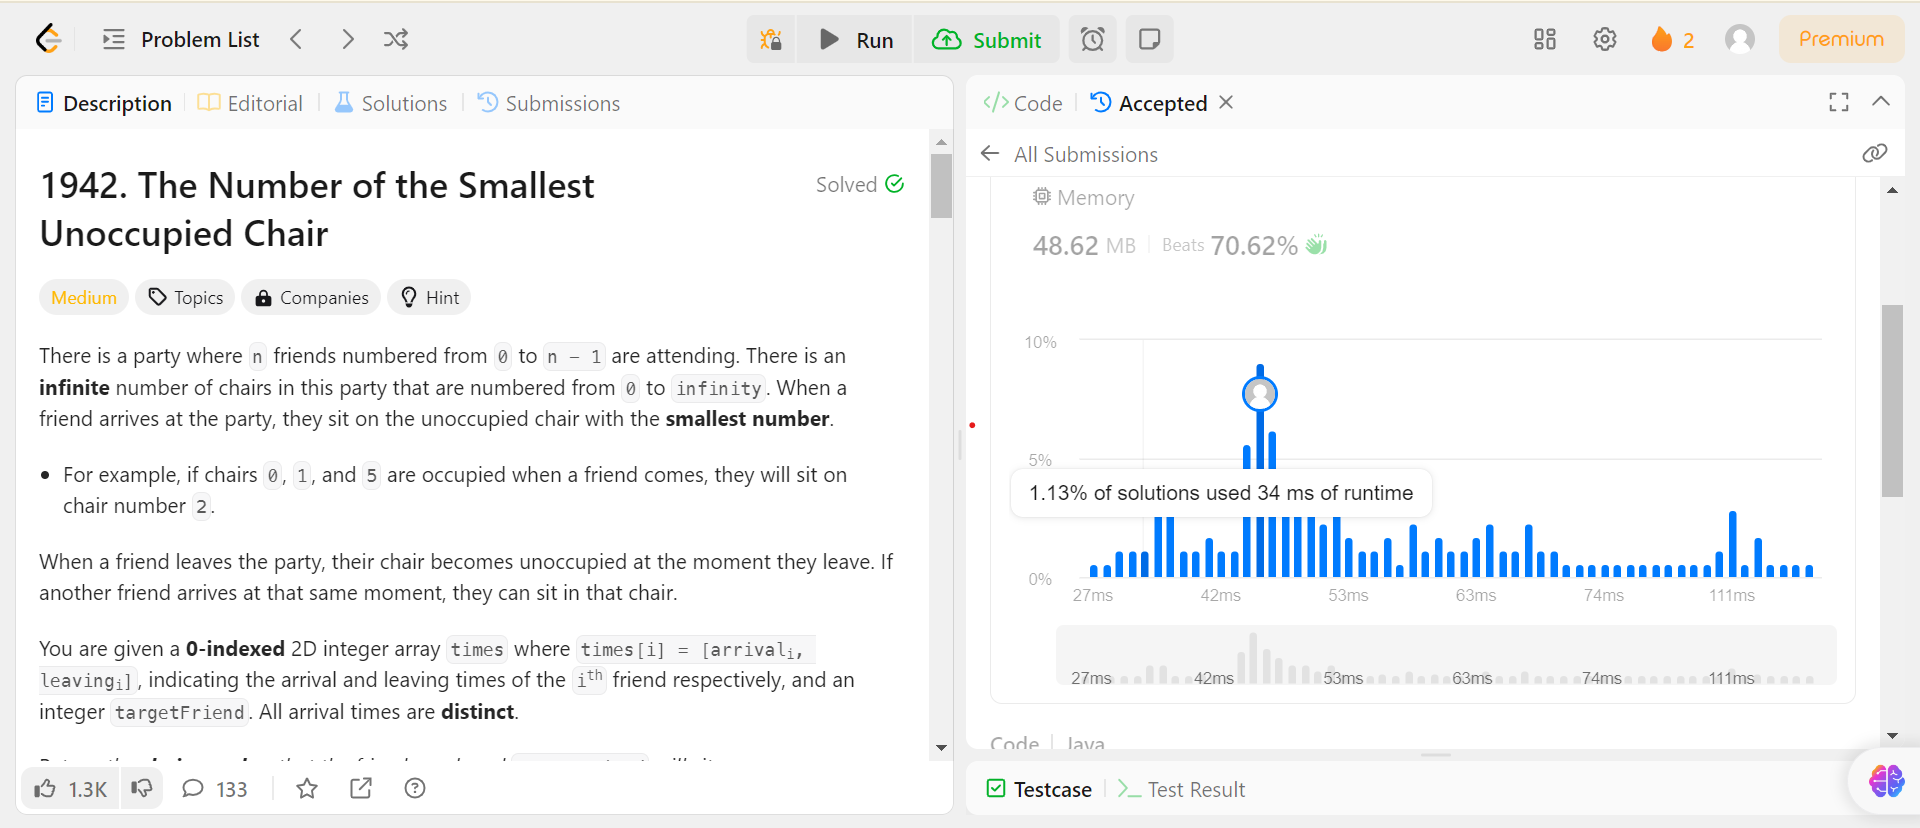 Problem List
Run
Submit
2
Premium
Description
Editorial
Solutions
Submissions
1942. The Number of the Smallest
Unoccupied Chair
Solved
Medium
Topics
Companies
Hint
There is a party where n friends numbered from 0 to n - 1 are attending. There is an
infinite number of chairs in this party that are numbered from 0 to infinity. When a
friend arrives at the party, they sit on the unoccupied chair with the smallest number.
• For example, if chairs 0, 1, and 5 are occupied when a friend comes, they will sit on
chair number 2.
When a friend leaves the party, their chair becomes unoccupied at the moment they leave. If
another friend arrives at that same moment, they can sit in that chair.
You are given a 0-indexed 2D integer array times where times[i] = [arrivali,
leavingi], indicating the arrival and leaving times of the ith friend respectively, and an
integer targetFriend. All arrival times are distinct.
1.3K
133
</> Code
Accepted
All Submissions
Memory
48.62 MB
Beats 70.62%
10%
5%
1.13% of solutions used 34 ms of runtime
0%
27ms 42ms 53ms 63ms 74ms 111ms
27ms 42ms 53ms 63ms 74ms 111ms
Code
Java
Testcase
Test Result